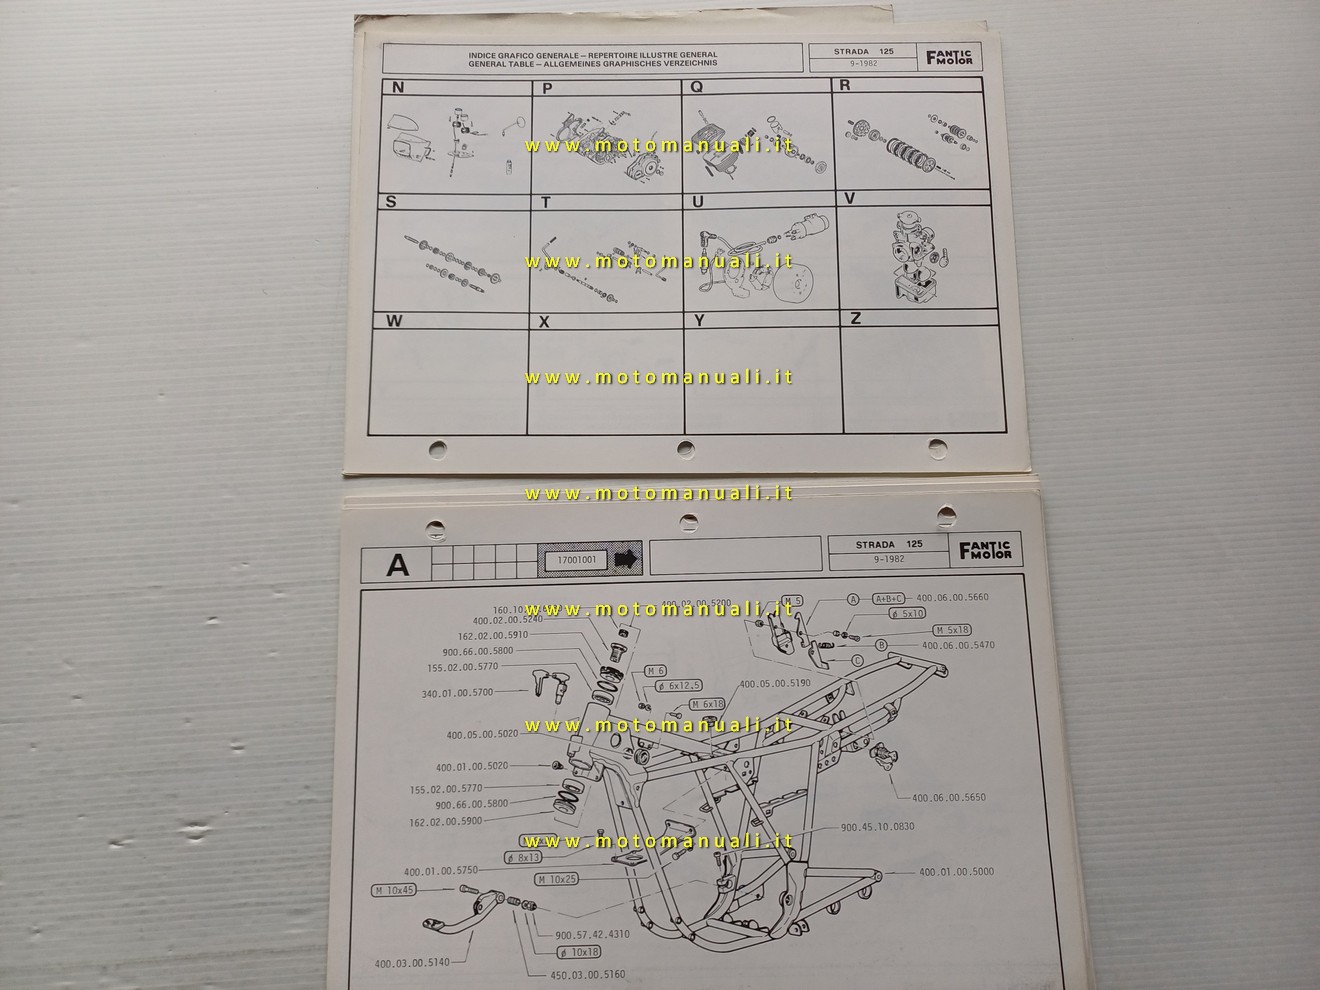 INDICE GRAFICO GENERALE – REPERTOIRE ILLUSTRE GENERAL
GENERAL TABLE – ALLGEMEINES GRAPHISCHES VERZEICHNIS
STRADA 125
9-1982
FANTIC
MOTOR
N P Q R
www.motomanuali.it
S T U V
www.motomanuali.it
W X Y Z
www.motomanuali.it
www.motomanuali.it
A
17001001
STRADA 125
9-1982
FANTIC
MOTOR
400.02.00.5240
162.02.00.5910
900.66.00.5800
155.02.00.5770
340.01.00.5700
400.05.00.5020
400.01.00.5020
155.02.00.5770
900.66.00.5800
162.02.00.5900
ø 8x13
400.01.00.5750
M 10x25
M 10x45
400.03.00.5140
900.57.42.4310
ø 10x18
450.03.00.5160
M 6
ø 6x12.5
M 6x18
400.05.00.5190
M 5
A
A+B+C
400.06.00.5660
ø 5x10
M 5x18
B
400.06.00.5470
C
400.06.00.5650
900.45.10.0830
400.01.00.5000
www.motomanuali.it
www.motomanuali.it
www.motomanuali.it